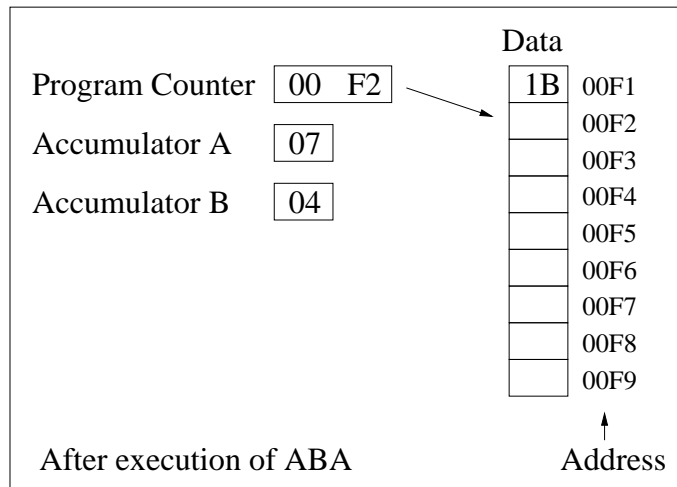 Data
Program Counter 00 F2 1B 00F1
00F2
Accumulator A 07 00F3
Accumulator B 04 00F4
00F5
00F6
00F7
00F8
00F9
After execution of ABA Address